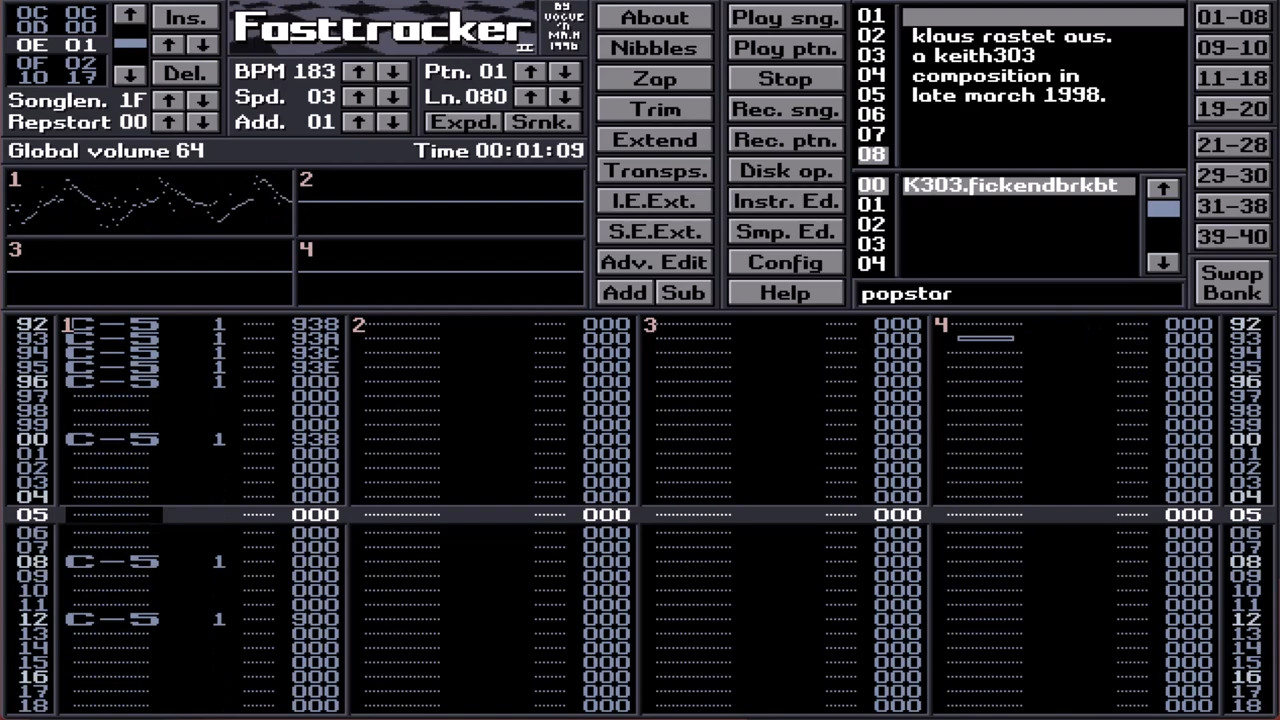 0C 0C
0D 00
0E 01
0F 02
10 17
Ins.
Del.
Songlen. 1F
Repstart 00
Fasttracker II
BY VOGUE / MR.H 1996
BPM 183
Spd. 03
Add. 01
Ptn. 01
Ln.080
Expd. Srnk.
Global volume 64 Time 00:01:09
1 2
3 4
About
Nibbles
Zap
Trim
Extend
Transps.
I.E.Ext.
S.E.Ext.
Adv. Edit
Add Sub
Play sng.
Play ptn.
Stop
Rec. sng.
Rec. ptn.
Disk op.
Instr. Ed.
Smp. Ed.
Config
Help
01
02 klaus rastet aus.
03 a keith303
04 composition in
05 late march 1998.
06
07
08
00 K303.fickendbrkbt
01
02
03
04
popstar
01-08
09-10
11-18
19-20
21-28
29-30
31-38
39-40
Swap
Bank
92 1 C-5 1 938 2 000 3 000 4 000 92
93 C-5 1 93A 000 000 000 93
94 C-5 1 93C 000 000 000 94
95 C-5 1 93E 000 000 000 95
96 C-5 1 000 000 000 000 96
97 000 000 000 000 97
98 000 000 000 000 98
99 000 000 000 000 99
00 C-5 1 93B 000 000 000 00
01 000 000 000 000 01
02 000 000 000 000 02
03 000 000 000 000 03
04 000 000 000 000 04
05 000 000 000 000 05
06 000 000 000 000 06
07 000 000 000 000 07
08 C-5 1 000 000 000 000 08
09 000 000 000 000 09
10 000 000 000 000 10
11 000 000 000 000 11
12 C-5 1 900 000 000 000 12
13 000 000 000 000 13
14 000 000 000 000 14
15 000 000 000 000 15
16 000 000 000 000 16
17 000 000 000 000 17
18 000 000 000 000 18